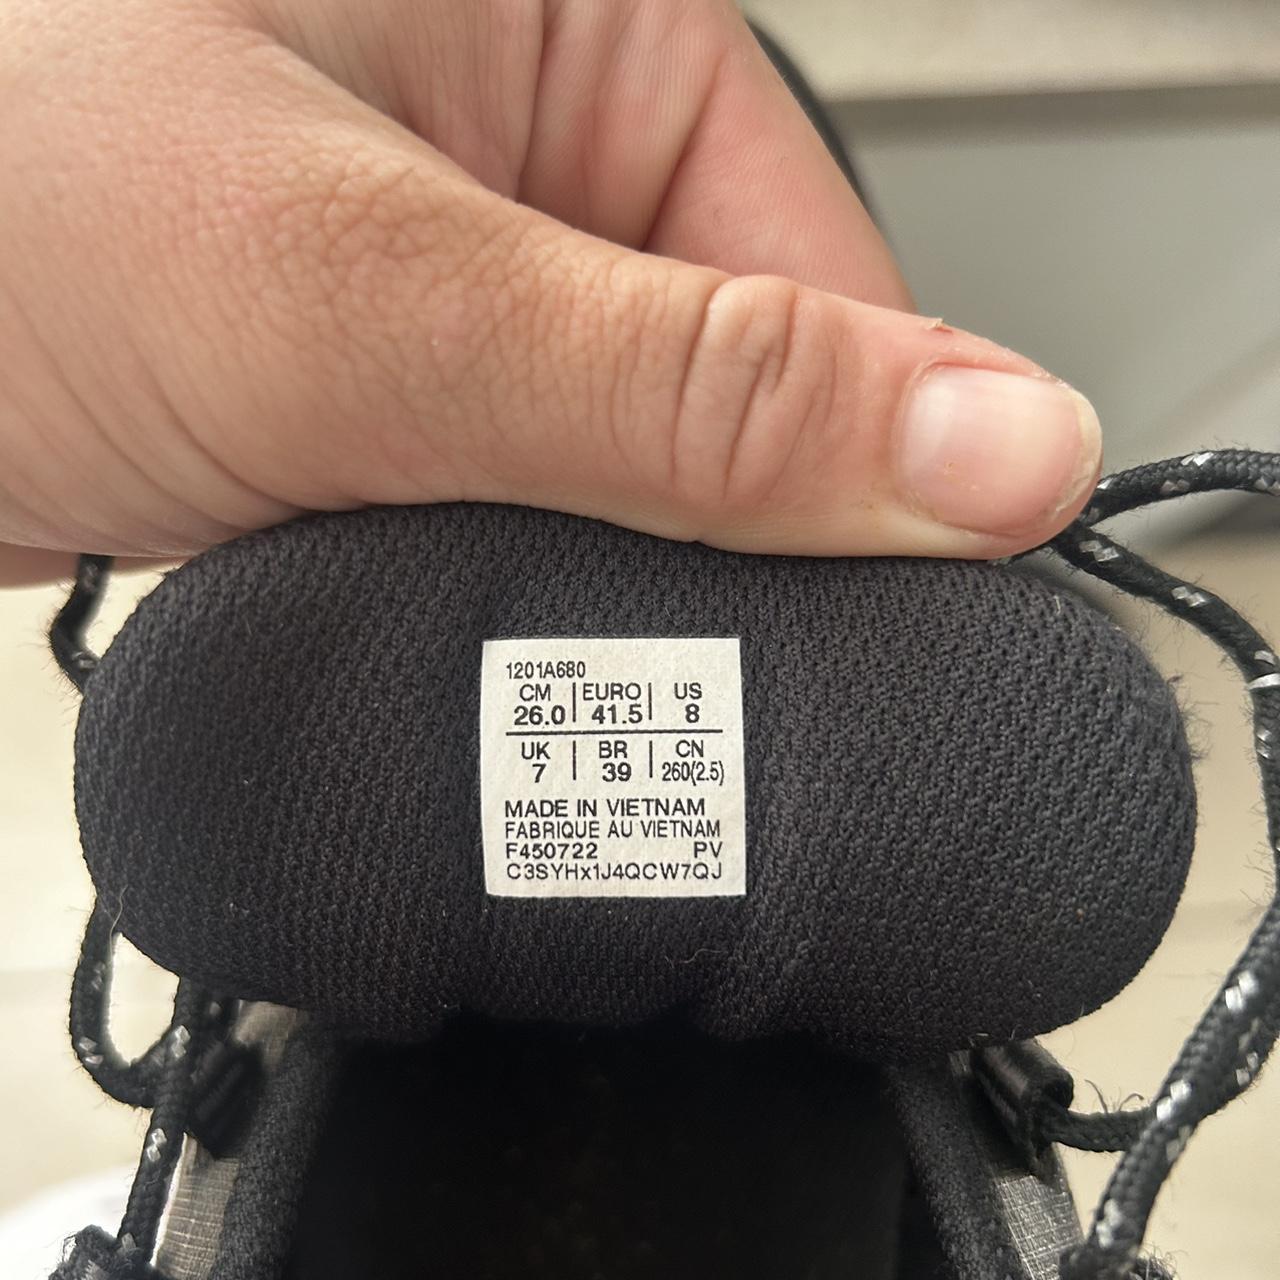 1201A680
CM | EURO | US
26.0 | 41.5 | 8
UK | BR | CN
7 | 39 | 260(2.5)
MADE IN VIETNAM
FABRIQUE AU VIETNAM
F450722 PV
C3SYHx1J4QCW7QJ